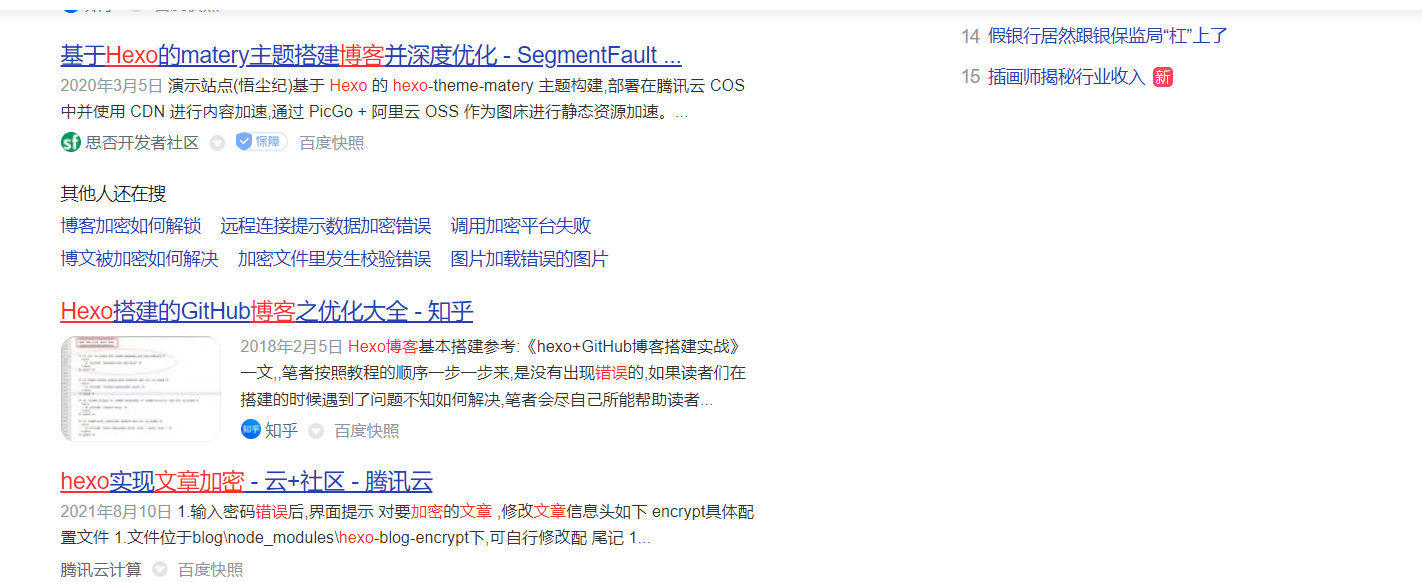 基于Hexo的matery主题搭建博客并深度优化 - SegmentFault ...
2020年3月5日 演示站点(悟尘纪)基于 Hexo 的 hexo-theme-matery 主题构建,部署在腾讯云 COS
中并使用 CDN 进行内容加速,通过 PicGo + 阿里云 OSS 作为图床进行静态资源加速。...
sf 思否开发者社区 保障 百度快照
其他人还在搜
博客加密如何解锁 远程连接提示数据加密错误 调用加密平台失败
博文被加密如何解决 加密文件里发生校验错误 图片加载错误的图片
Hexo搭建的GitHub博客之优化大全 - 知乎
2018年2月5日 Hexo博客基本搭建参考:《hexo+GitHub博客搭建实战》
一文,,笔者按照教程的顺序一步一步来,是没有出现错误的,如果读者们在
搭建的时候遇到了问题不知如何解决,笔者会尽自己所能帮助读者...
知乎 知乎 百度快照
hexo实现文章加密 - 云+社区 - 腾讯云
2021年8月10日 1.输入密码错误后,界面提示 对要加密的文章 ,修改文章信息头如下 encrypt具体配
置文件 1.文件位于blog\node_modules\hexo-blog-encrypt下,可自行修改配 尾记 1...
腾讯云计算 百度快照
14 假银行居然跟银保监局“杠”上了
15 插画师揭秘行业收入 新